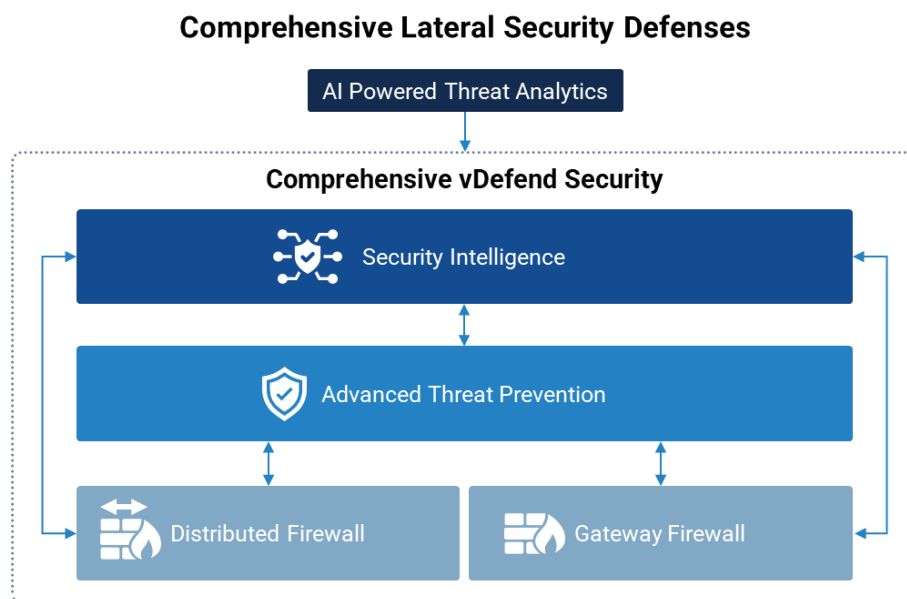 Comprehensive Lateral Security Defenses
AI Powered Threat Analytics
Comprehensive vDefend Security
Security Intelligence
Advanced Threat Prevention
Distributed Firewall
Gateway Firewall